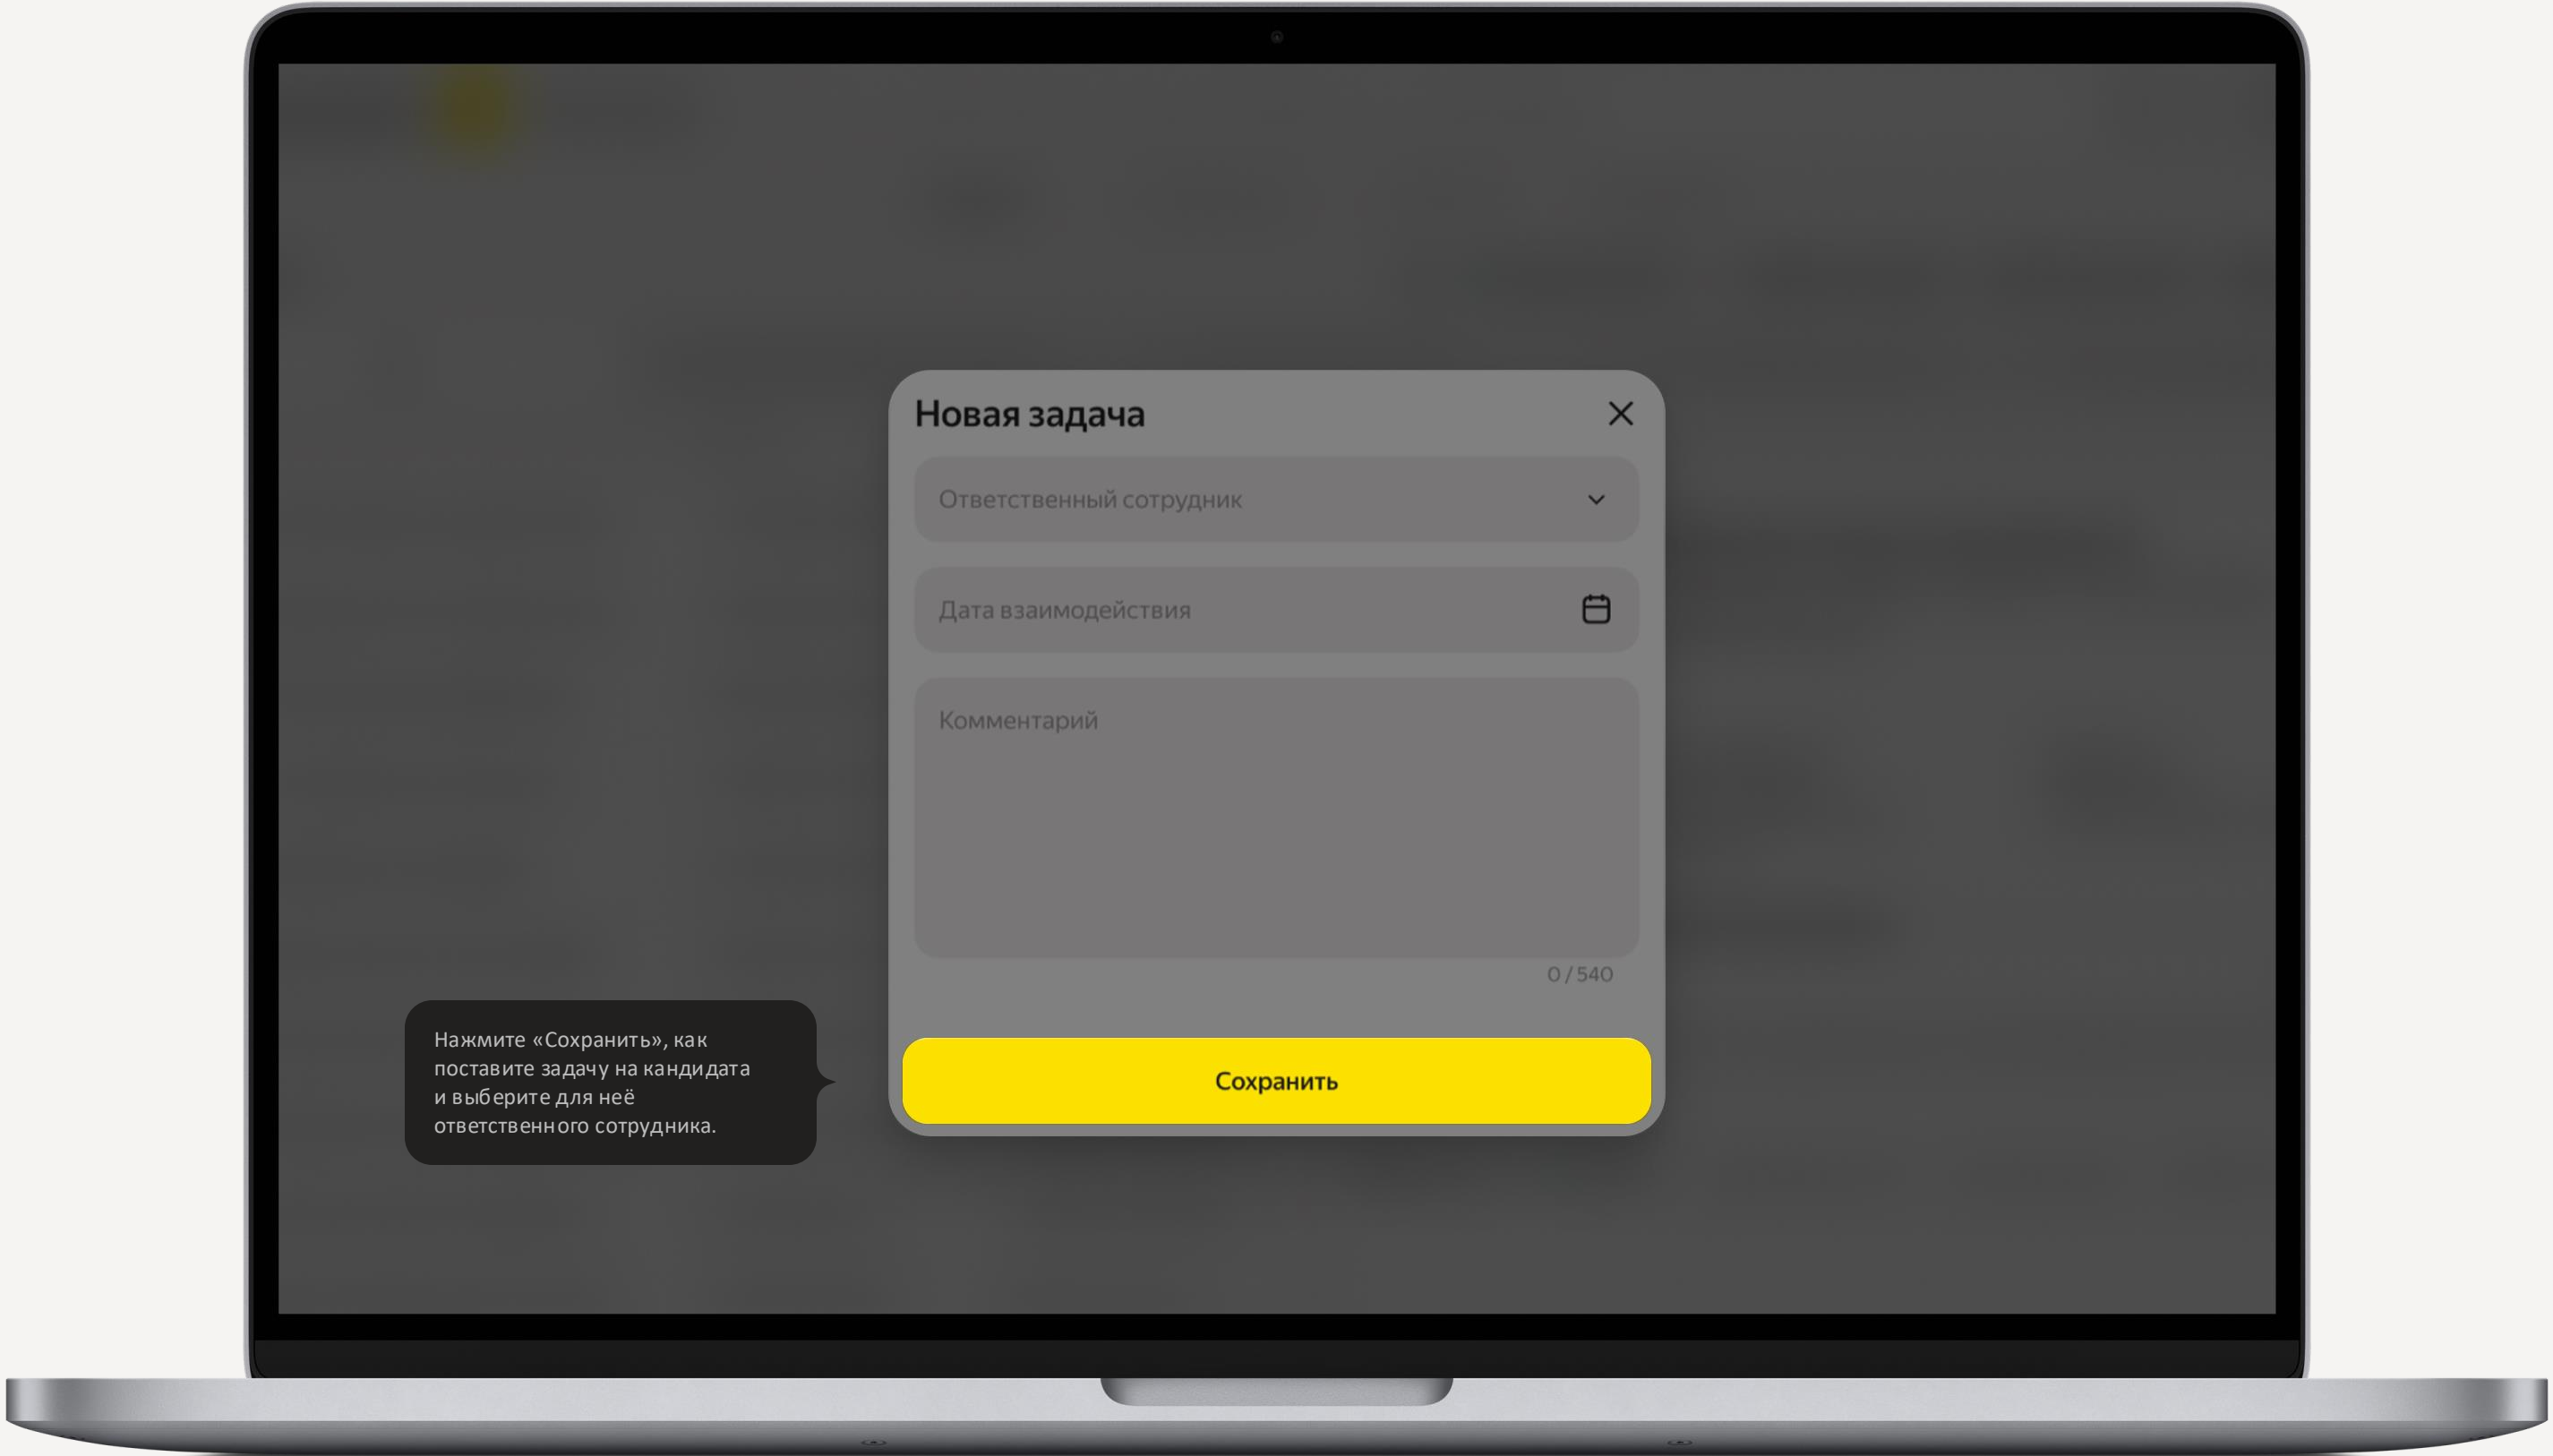 Новая задача
Ответственный сотрудник
Дата взаимодействия
Комментарий
0 / 540
Нажмите «Сохранить», как
поставите задачу на кандидата
и выберите для неё
ответственного сотрудника.
Сохранить